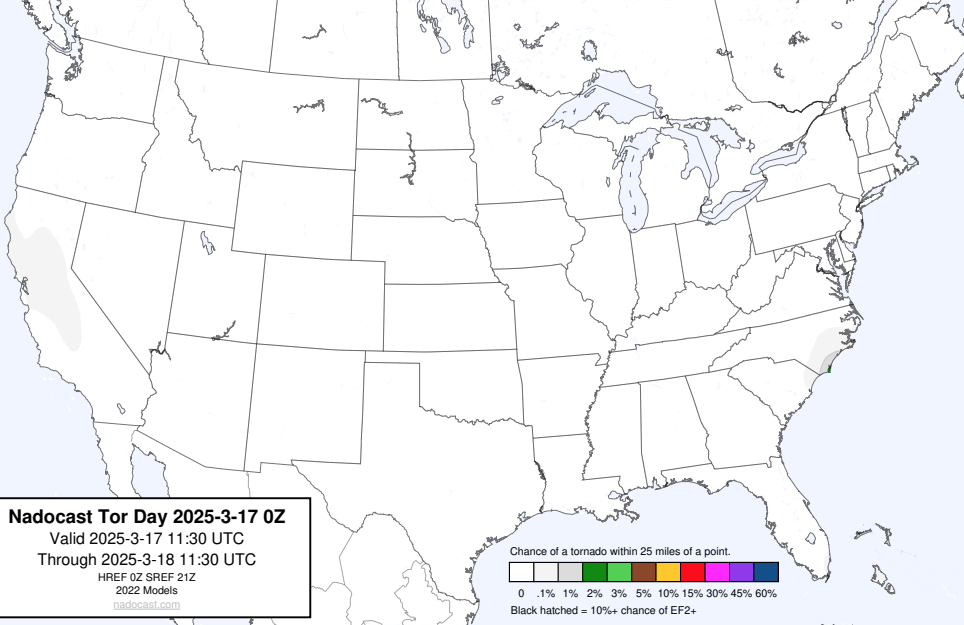 Nadocast Tor Day 2025-3-17 0Z
Valid 2025-3-17 11:30 UTC
Through 2025-3-18 11:30 UTC
HREF 0Z SREF 21Z
2022 Models
nadocast.com
Chance of a tornado within 25 miles of a point.
0 .1% 1% 2% 3% 5% 10% 15% 30% 45% 60%
Black hatched = 10%+ chance of EF2+